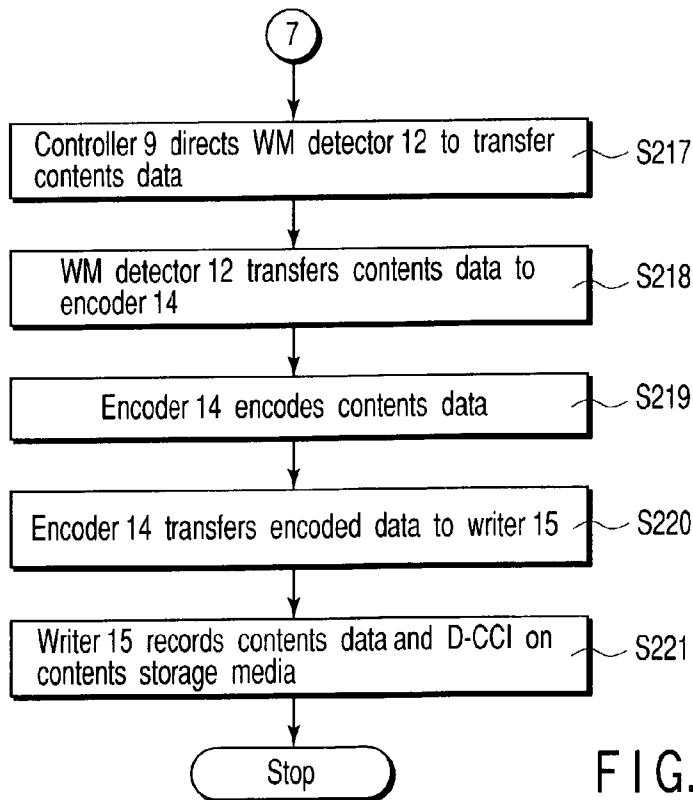 7
Controller 9 directs WM detector 12 to transfer
contents data
S217
WM detector 12 transfers contents data to
encoder 14
S218
Encoder 14 encodes contents data
S219
Encoder 14 transfers encoded data to writer 15
S220
Writer 15 records contents data and D-CCI on
contents storage media
S221
Stop
FIG.